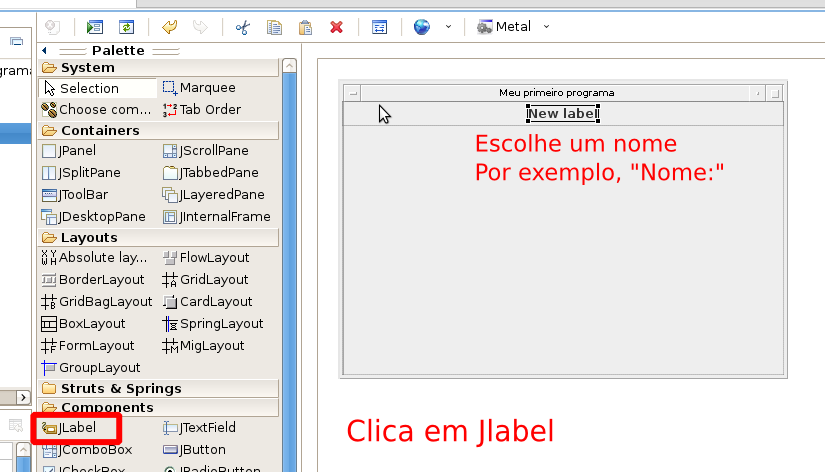 Metal
grama
Palette
System
Selection
Marquee
Choose com...
Tab Order
Containers
JPanel
JScrollPane
JSplitPane
JTabbedPane
JToolBar
JLayeredPane
JDesktopPane
JInternalFrame
Layouts
Absolute lay...
FlowLayout
BorderLayout
GridLayout
GridBagLayout
CardLayout
BoxLayout
SpringLayout
FormLayout
MigLayout
GroupLayout
Struts & Springs
Components
JLabel
JTextField
JComboBox
JButton
JCheckBox
JRadioButton
Meu primeiro programa
New label
Escolhe um nome
Por exemplo, "Nome:"
Clica em Jlabel